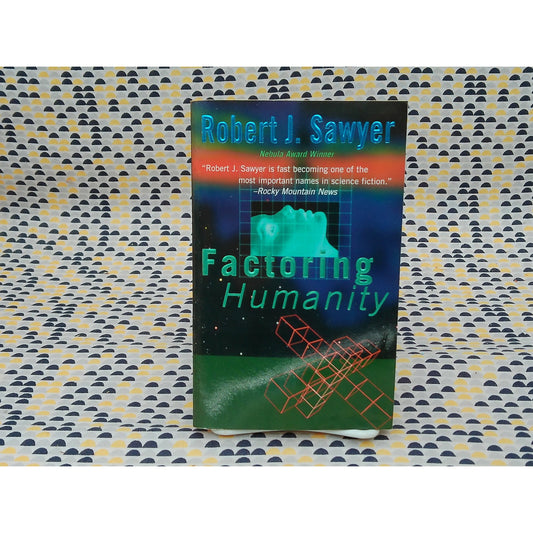 Robert J. Sawyer
Nebula Award Winner
“Robert J. Sawyer is fast becoming one of the
most important names in science fiction.”
–Rocky Mountain News
Factoring
Humanity